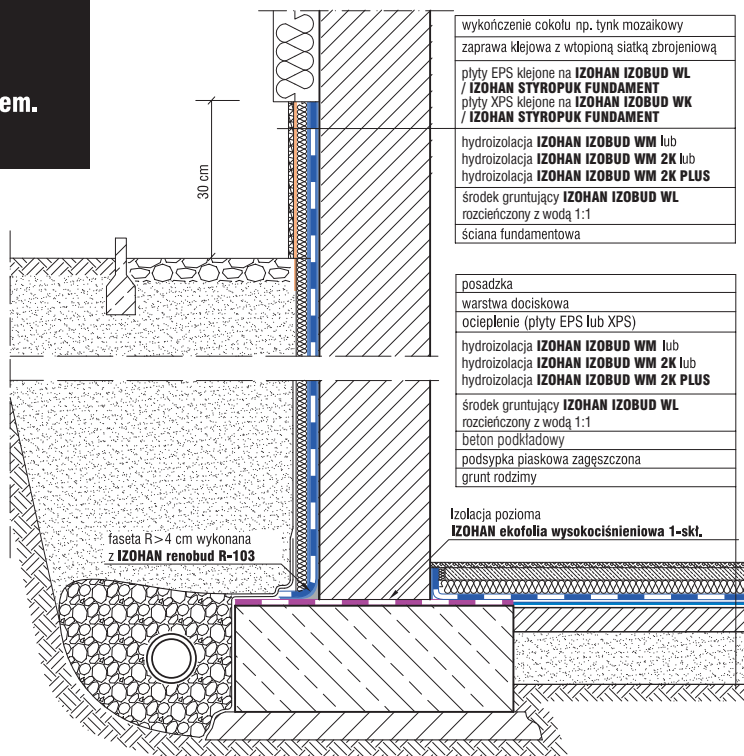 em.
30 cm
wykończenie cokołu np. tynk mozaikowy
zaprawa klejowa z wtopioną siatką zbrojeniową
płyty EPS klejone na IZOHAN IZOBUD WL
/ IZOHAN STYROPUK FUNDAMENT
płyty XPS klejone na IZOHAN IZOBUD WK
/ IZOHAN STYROPUK FUNDAMENT
hydroizolacja IZOHAN IZOBUD WM lub
hydroizolacja IZOHAN IZOBUD WM 2K lub
hydroizolacja IZOHAN IZOBUD WM 2K PLUS
środek gruntujący IZOHAN IZOBUD WL
rozcieńczony z wodą 1:1
ściana fundamentowa
posadzka
warstwa dociskowa
ocieplenie (płyty EPS lub XPS)
hydroizolacja IZOHAN IZOBUD WM lub
hydroizolacja IZOHAN IZOBUD WM 2K lub
hydroizolacja IZOHAN IZOBUD WM 2K PLUS
środek gruntujący IZOHAN IZOBUD WL
rozcieńczony z wodą 1:1
beton podkładowy
podsypka piaskowa zagęszczona
grunt rodzimy
Izolacja pozioma
IZOHAN ekofolia wysokociśnieniowa 1-skł.
faseta R>4 cm wykonana
z IZOHAN renobud R-103